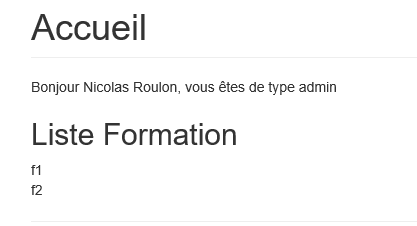 Accueil
Bonjour Nicolas Roulon, vous êtes de type admin
Liste Formation
f1
f2